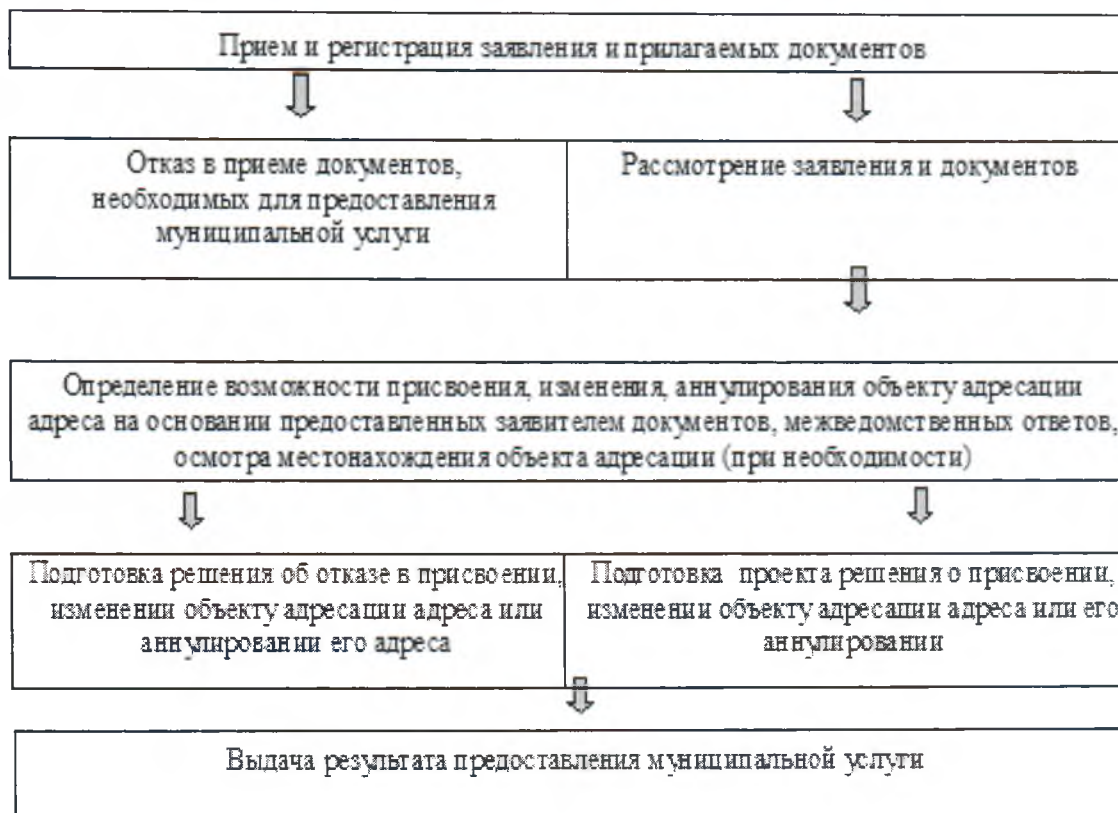 Прием и регистрация заявления и прилагаемых документов
Отказ в приеме документов,
необходимых для предоставления
муниципальной услуги
Рассмотрение заявления и документов
Определение возможности присвоения, изменения, аннулирования объекту адресации
адреса на основании предоставленных заявителем документов, межведомственных ответов,
осмотра местонахождения объекта адресации (при необходимости)
Подготовка решения об отказе в присвоении,
изменении объекту адресации адреса или
аннулировании его адреса
Подготовка проекта решения о присвоении,
изменении объекту адресации адреса или его
аннулировании
Выдача результата предоставления муниципальной услуги